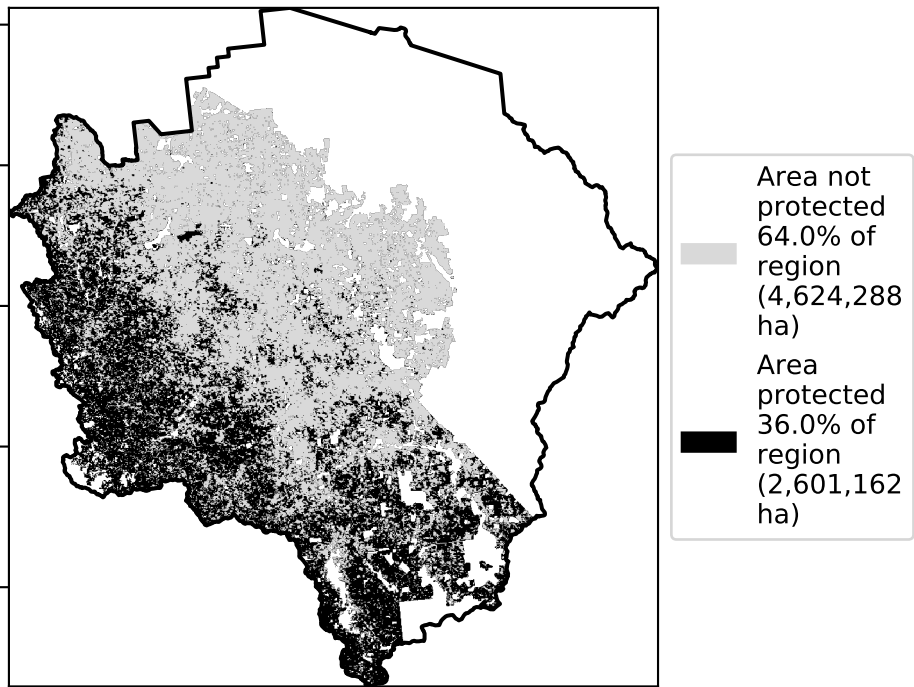 Area not
protected
64.0% of
region
(4,624,288
ha)
Area
protected
36.0% of
region
(2,601,162
ha)